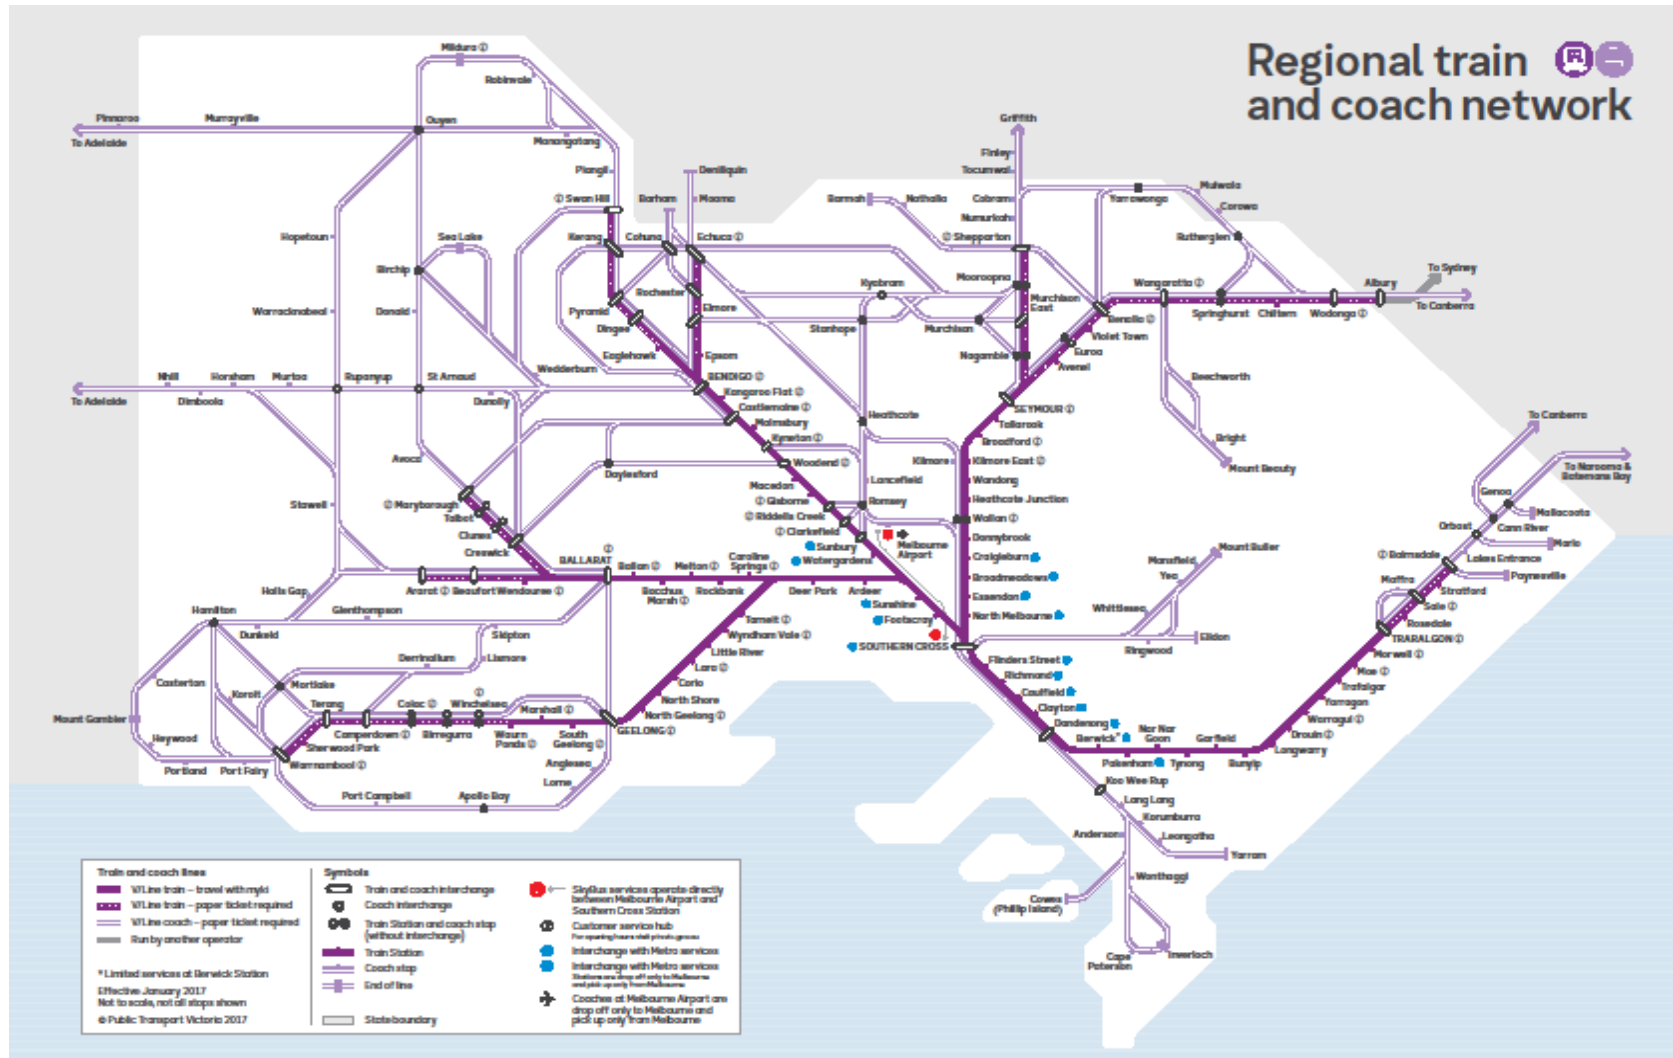 Regional train
and coach network
Mildura
Robinvale
Pinnaroo
Murrayville
Ouyen
To Adelaide
Manangatang
Piangil
Griffith
Finley
Tocumwal
Deniliquin
Swan Hill
Barham
Moama
Barmah
Nathalia
Cobram
Numurkah
Yarrawonga
Mulwala
Corowa
Hopetoun
Sea Lake
Kerang
Cohuna
Echuca
Shepparton
Rutherglen
Birchip
Mooroopna
Wangaratta
Albury
To Sydney
To Canberra
Kyabram
Rochester
Warracknabeal
Donald
Pyramid
Elmore
Murchison
East
Dingee
Stanhope
Murchison
Benalla
Springhurst
Chiltern
Wodonga
Violet Town
Eaglehawk
Epsom
Nagambie
Euroa
Avenel
Nhill
Horsham
Murtoa
Rupanyup
St Arnaud
Wedderburn
BENDIGO
Beechworth
To Adelaide
Dimboola
Dunolly
Kangaroo Flat
Castlemaine
SEYMOUR
Malmsbury
Heathcote
Tallarook
To Canberra
Kyneton
Broadford
Bright
Avoca
Woodend
Kilmore
Kilmore East
Mount Beauty
To Narooma &
Batemans Bay
Daylesford
Macedon
Lancefield
Wandong
Genoa
Stawell
Maryborough
Gisborne
Romsey
Heathcote Junction
Mallacoota
Talbot
Riddells Creek
Wallan
Cann River
Orbost
Clunes
Clarkefield
Donnybrook
Marlo
Creswick
Sunbury
Melbourne
Airport
Craigieburn
Mount Buller
Mansfield
Bairnsdale
Lakes Entrance
BALLARAT
Watergardens
Ballan
Melton
Caroline
Springs
Broadmeadows
Yea
Maffra
Paynesville
Stratford
Halls Gap
Ararat
Beaufort
Wendouree
Bacchus
Marsh
Rockbank
Deer Park
Ardeer
Essendon
Sale
Hamilton
Glenthompson
Sunshine
Whittlesea
Rosedale
Tarneit
Footscray
North Melbourne
Dunkeld
Skipton
Wyndham Vale
SOUTHERN CROSS
Eildon
Ringwood
TRARALGON
Little River
Morwell
Derrinallum
Lismore
Lara
Flinders Street
Moe
Casterton
Mortlake
Corio
Richmond
Trafalgar
Koroit
Terang
Colac
Winchelsea
North Shore
Caulfield
Yarragon
Mount Gambier
Marshall
North Geelong
Clayton
Warragul
Camperdown
Birregurra
Waurn
Ponds
South
Geelong
GEELONG
Dandenong
Drouin
Heywood
Sherwood Park
Berwick*
Nar Nar
Goon
Garfield
Longwarry
Warrnambool
Anglesea
Pakenham
Tynong
Bunyip
Portland
Port Fairy
Lorne
Koo Wee Rup
Port Campbell
Apollo Bay
Lang Lang
Korumburra
Anderson
Leongatha
Yarram
Wonthaggi
Cowes
(Phillip Island)
Cape
Paterson
Inverloch
Train and coach lines
V/Line train – travel with myki
V/Line train – paper ticket required
V/Line coach – paper ticket required
Run by another operator
* Limited services at Berwick Station
Effective January 2017
Not to scale, not all stops shown
© Public Transport Victoria 2017
Symbols
Train and coach interchange
Coach interchange
Train Station and coach stop
(without interchange)
Train Station
Coach stop
End of line
State boundary
SkyBus services operate directly
between Melbourne Airport and
Southern Cross Station
Customer service hub
Interchange with Metro services
Interchange with Metro services
Stations are drop off only to Melbourne
and pick up only from Melbourne
Coaches at Melbourne Airport are
drop off only to Melbourne and
pick up only from Melbourne